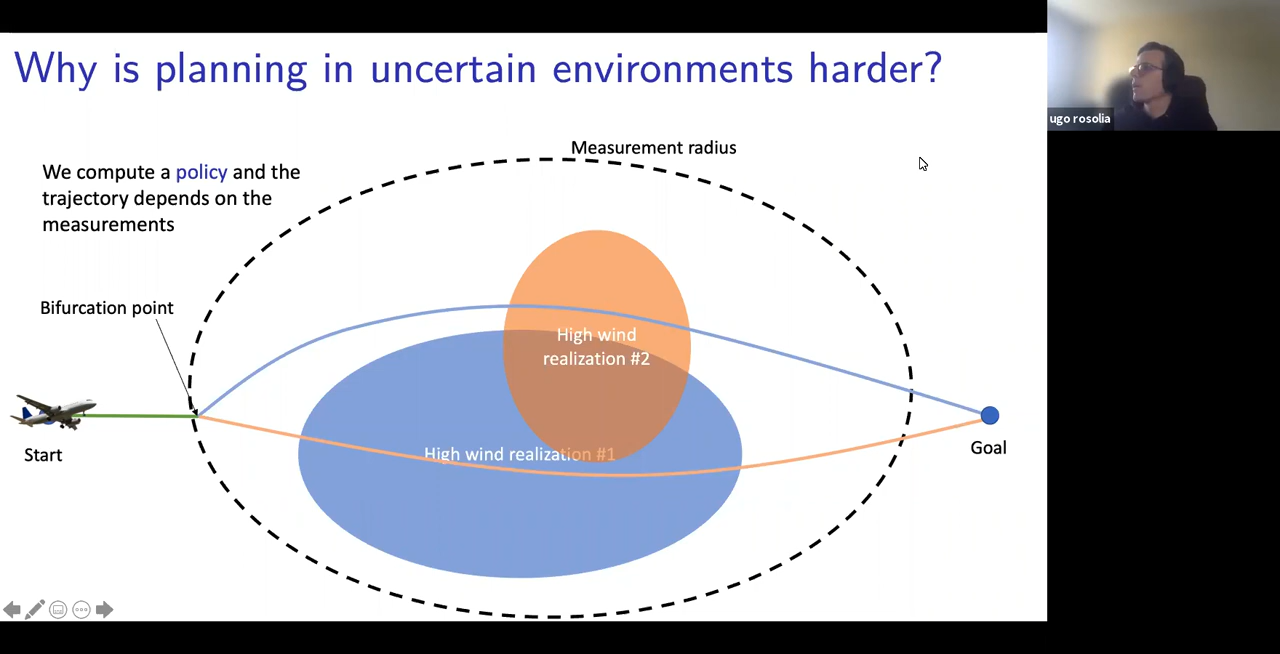 Why is planning in uncertain environments harder?
ugo rosolia
Measurement radius
We compute a policy and the
trajectory depends on the
measurements
Bifurcation point
High wind
realization #2
High wind realization #1
Start
Goal